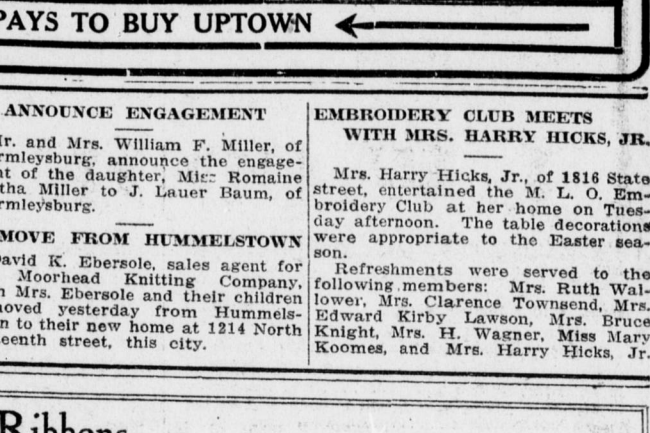 PAYS TO BUY UPTOWN
ANNOUNCE ENGAGEMENT
Mr. and Mrs. William F. Miller, of
rmleysburg, announce the engage-
nt of the daughter, Miss Romaine
tha Miller to J. Lauer Baum, of
rmleysburg.
MOVE FROM HUMMELSTOWN
David K. Ebersole, sales agent for
Moorhead Knitting Company,
h Mrs. Ebersole and their children
moved yesterday from Hummels-
n to their new home at 1214 North
eenth street, this city.
EMBROIDERY CLUB MEETS
WITH MRS. HARRY HICKS, JR.
Mrs. Harry Hicks, Jr., of 1816 State
street, entertained the M. L. O. Em-
broidery Club at her home on Tues-
day afternoon. The table decorations
were appropriate to the Easter sea-
son.
Refreshments were served to the
following members: Mrs. Ruth Wal-
lower, Mrs. Clarence Townsend, Mrs.
Edward Kirby Lawson, Mrs. Bruce
Knight, Mrs. H. Wagner, Miss Mary
Koomes, and Mrs. Harry Hicks, Jr.
Ribbons